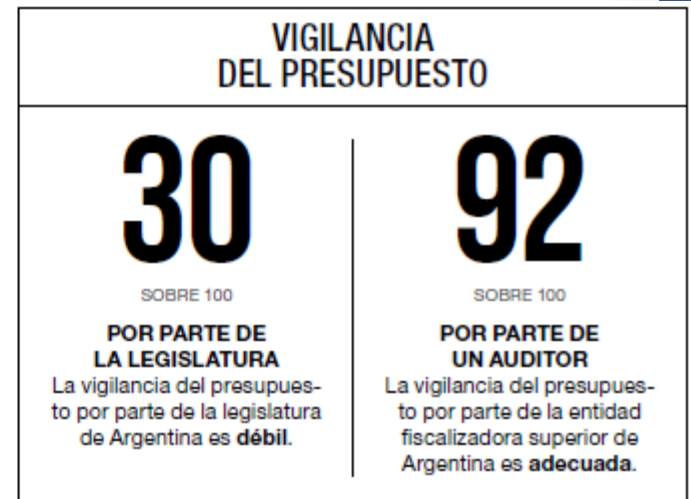 VIGILANCIA
DEL PRESUPUESTO
30
SOBRE 100
POR PARTE DE
LA LEGISLATURA
La vigilancia del presupues-
to por parte de la legislatura
de Argentina es débil.
92
SOBRE 100
POR PARTE DE
UN AUDITOR
La vigilancia del presupues-
to por parte de la entidad
fiscalizadora superior de
Argentina es adecuada.